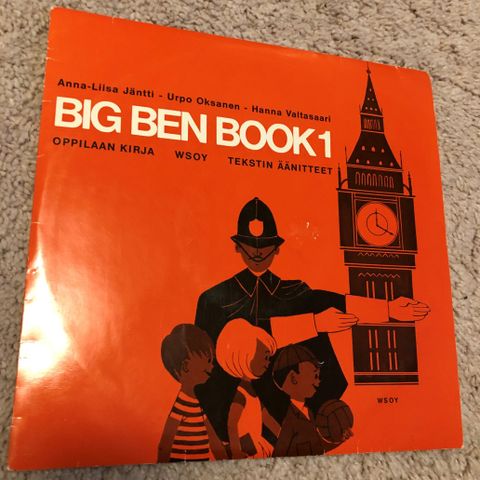 Anna-Liisa Jäntti - Urpo Oksanen - Hanna Valtasaari
BIG BEN BOOK 1
OPPILAAN KIRJA WSOY TEKSTIN ÄÄNITTEET
WSOY